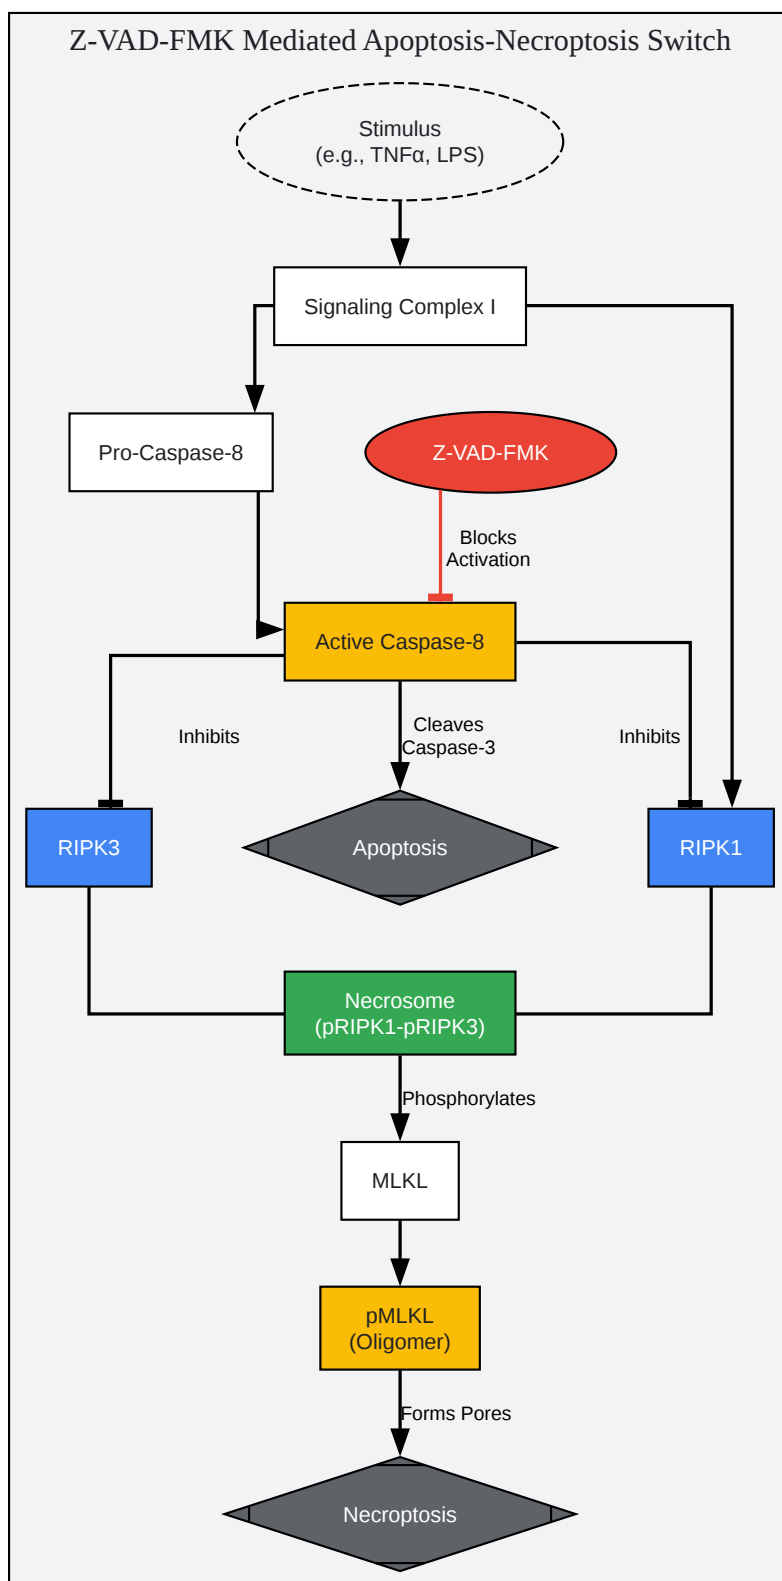 Z-VAD-FMK Mediated Apoptosis-Necroptosis Switch
Stimulus
(e.g., TNFα, LPS)
Signaling Complex I
Pro-Caspase-8
Z-VAD-FMK
Blocks
Activation
Active Caspase-8
Inhibits
Cleaves
Caspase-3
Inhibits
RIPK3
Apoptosis
RIPK1
Necrosome
(pRIPK1-pRIPK3)
Phosphorylates
MLKL
pMLKL
(Oligomer)
Forms Pores
Necroptosis